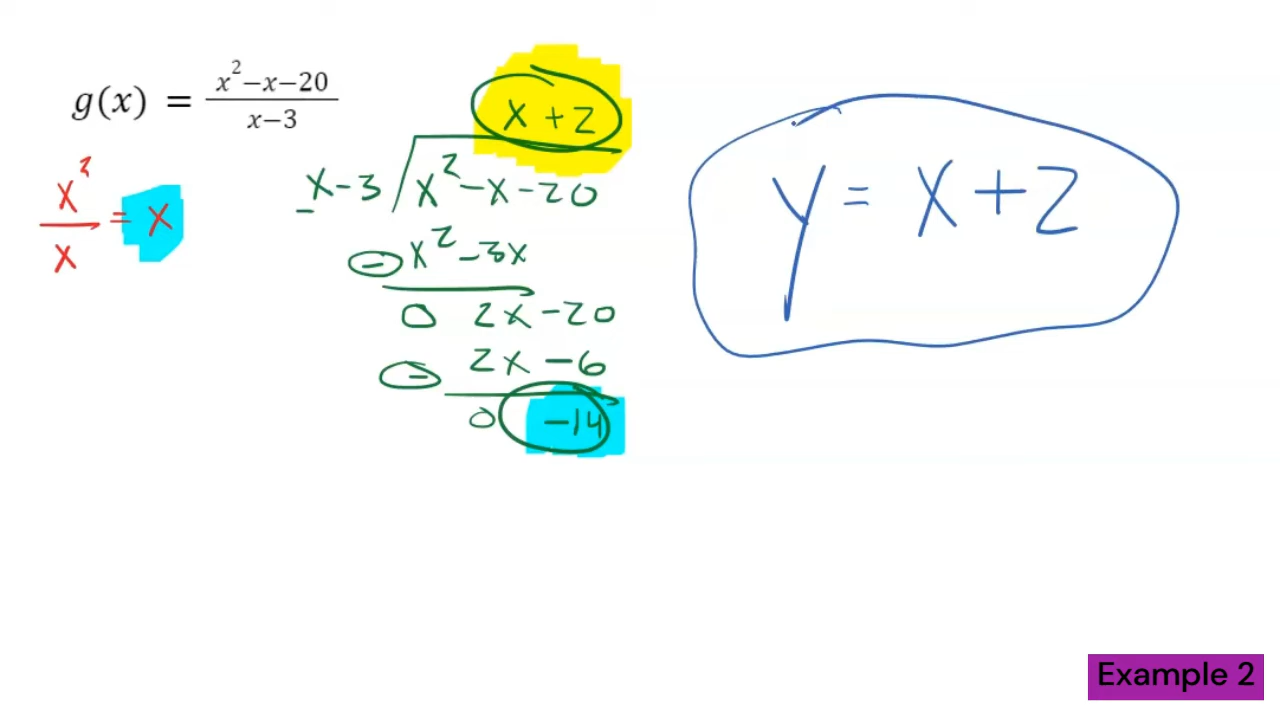 g(x) = x²−x−20 / x−3
x + 2
x − 3 √ x² − x − 20
x² / x = x
− x² − 3x
0 2x − 20
− 2x − 6
0 −14
y = x + 2
Example 2